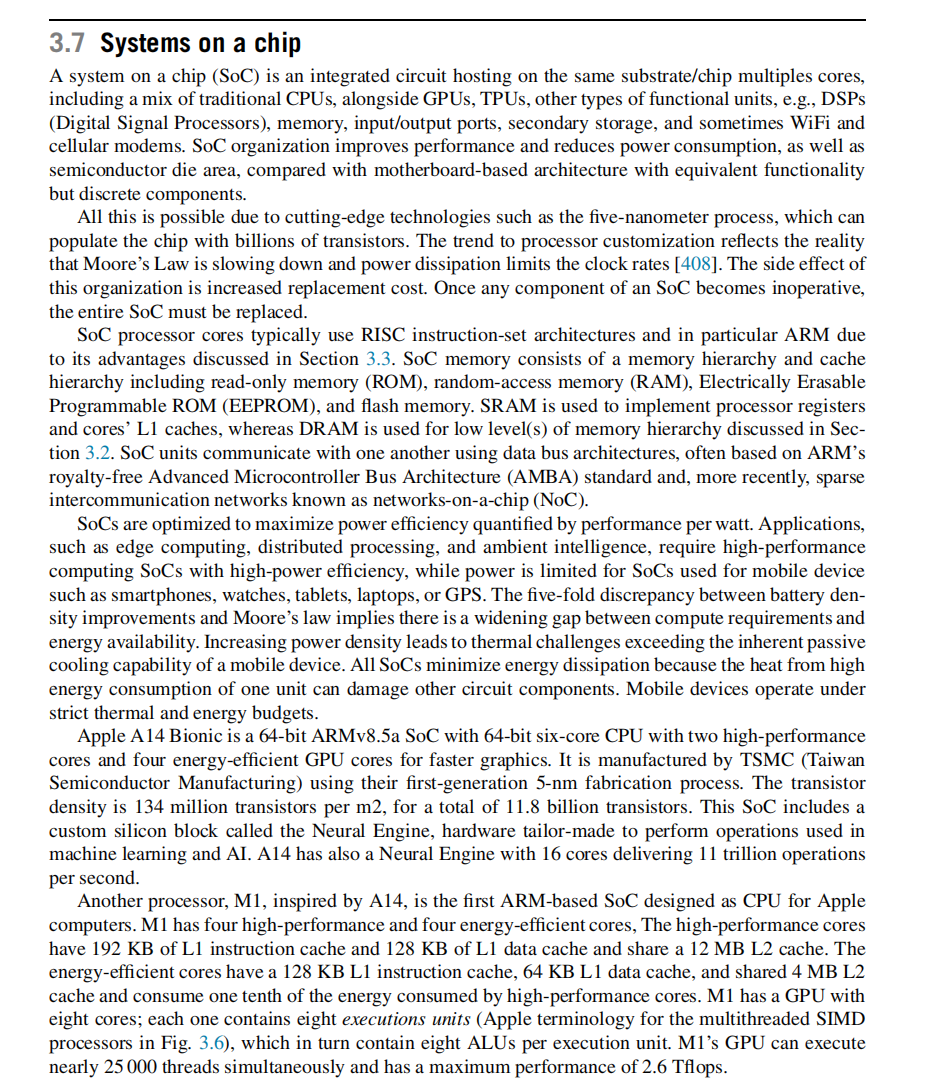 3.7 Systems on a chip
A system on a chip (SoC) is an integrated circuit hosting on the same substrate/chip multiples cores,
including a mix of traditional CPUs, alongside GPUs, TPUs, other types of functional units, e.g., DSPs
(Digital Signal Processors), memory, input/output ports, secondary storage, and sometimes WiFi and
cellular modems. SoC organization improves performance and reduces power consumption, as well as
semiconductor die area, compared with motherboard-based architecture with equivalent functionality
but discrete components.
All this is possible due to cutting-edge technologies such as the five-nanometer process, which can
populate the chip with billions of transistors. The trend to processor customization reflects the reality
that Moore's Law is slowing down and power dissipation limits the clock rates [408]. The side effect of
this organization is increased replacement cost. Once any component of an SoC becomes inoperative,
the entire SoC must be replaced.
SoC processor cores typically use RISC instruction-set architectures and in particular ARM due
to its advantages discussed in Section 3.3. SoC memory consists of a memory hierarchy and cache
hierarchy including read-only memory (ROM), random-access memory (RAM), Electrically Erasable
Programmable ROM (EEPROM), and flash memory. SRAM is used to implement processor registers
and cores' L1 caches, whereas DRAM is used for low level(s) of memory hierarchy discussed in Sec-
tion 3.2. SoC units communicate with one another using data bus architectures, often based on ARM's
royalty-free Advanced Microcontroller Bus Architecture (AMBA) standard and, more recently, sparse
intercommunication networks known as networks-on-a-chip (NoC).
SoCs are optimized to maximize power efficiency quantified by performance per watt. Applications,
such as edge computing, distributed processing, and ambient intelligence, require high-performance
computing SoCs with high-power efficiency, while power is limited for SoCs used for mobile device
such as smartphones, watches, tablets, laptops, or GPS. The five-fold discrepancy between battery den-
sity improvements and Moore's law implies there is a widening gap between compute requirements and
energy availability. Increasing power density leads to thermal challenges exceeding the inherent passive
cooling capability of a mobile device. All SoCs minimize energy dissipation because the heat from high
energy consumption of one unit can damage other circuit components. Mobile devices operate under
strict thermal and energy budgets.
Apple A14 Bionic is a 64-bit ARMv8.5a SoC with 64-bit six-core CPU with two high-performance
cores and four energy-efficient GPU cores for faster graphics. It is manufactured by TSMC (Taiwan
Semiconductor Manufacturing) using their first-generation 5-nm fabrication process. The transistor
density is 134 million transistors per m2, for a total of 11.8 billion transistors. This SoC includes a
custom silicon block called the Neural Engine, hardware tailor-made to perform operations used in
machine learning and AI. A14 has also a Neural Engine with 16 cores delivering 11 trillion operations
per second.
Another processor, M1, inspired by A14, is the first ARM-based SoC designed as CPU for Apple
computers. M1 has four high-performance and four energy-efficient cores, The high-performance cores
have 192 KB of L1 instruction cache and 128 KB of L1 data cache and share a 12 MB L2 cache. The
energy-efficient cores have a 128 KB L1 instruction cache, 64 KB L1 data cache, and shared 4 MB L2
cache and consume one tenth of the energy consumed by high-performance cores. M1 has a GPU with
eight cores; each one contains eight executions units (Apple terminology for the multithreaded SIMD
processors in Fig. 3.6), which in turn contain eight ALUs per execution unit. M1's GPU can execute
nearly 25 000 threads simultaneously and has a maximum performance of 2.6 Tflops.